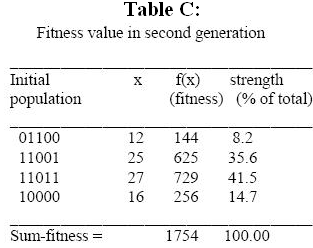 Table C:
Fitness value in second generation
Initial x f(x) strength
population (fitness) (% of total)
01100 12 144 8.2
11001 25 625 35.6
11011 27 729 41.5
10000 16 256 14.7
Sum-fitness = 1754 100.00